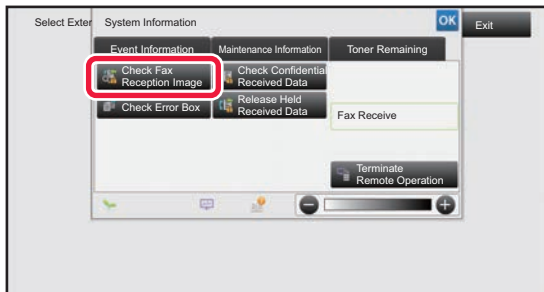 Select Exter
System Information
OK
Exit
Event Information
Maintenance Information
Toner Remaining
Check Fax
Reception Image
Check Confidential
Received Data
Check Error Box
Release Held
Received Data
Fax Receive
Terminate
Remote Operation